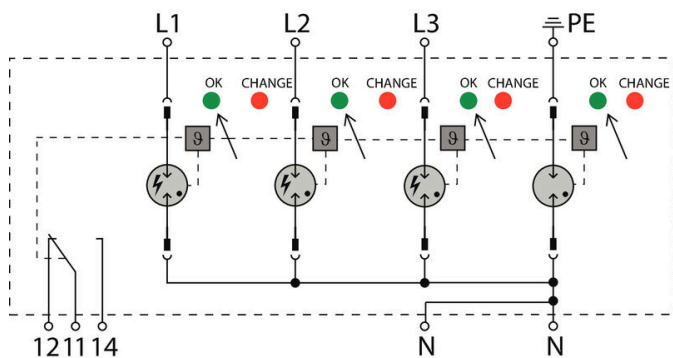 L1 L2 L3 PE
OK CHANGE OK CHANGE OK CHANGE OK CHANGE
ϑ ϑ ϑ ϑ
12 11 14 N N